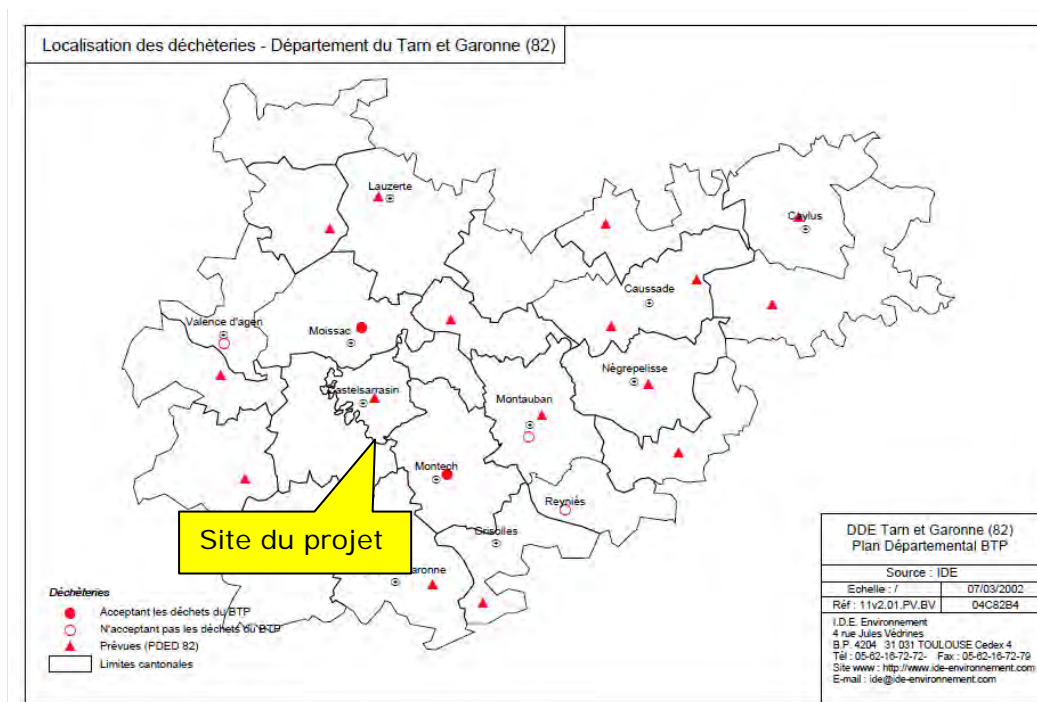 Localisation des déchèteries - Département du Tarn et Garonne (82)
Lauzerte
Caylus
Caussade
Valence d'agen
Moissac
Nègrepelisse
Castelsarrasin
Montauban
Montech
Reyniès
Site du projet
Grisolles
aronne
Déchèteries
Acceptant les déchets du BTP
N'acceptant pas les déchets du BTP
Prévues (PDED 82)
Limites cantonales
DDE Tarn et Garonne (82)
Plan Départemental BTP
Source : IDE
Echelle : / 07/03/2002
Réf : 11v2.01.PV.BV 04C82B4
I.D.E. Environnement
4 rue Jules Védrines
B.P. 4204 31 031 TOULOUSE Cedex 4
Tél : 05-62-16-72-72- Fax : 05-62-16-72-79
Site www : http://www.ide-environnement.com
E-mail : ide@ide-environnement.com